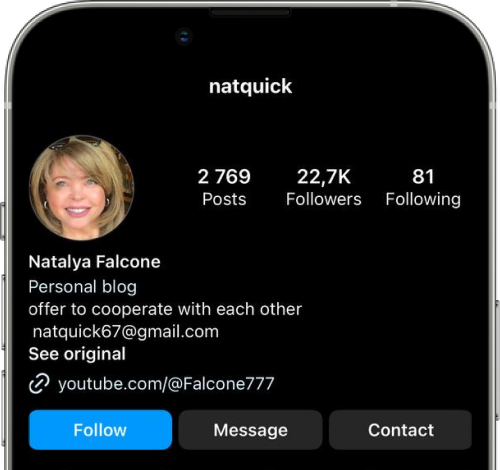 natquick
2 769 22,7K 81
Posts Followers Following
Natalya Falcone
Personal blog
offer to cooperate with each other
natquick67@gmail.com
See original
youtube.com/@Falcone777
Follow Message Contact